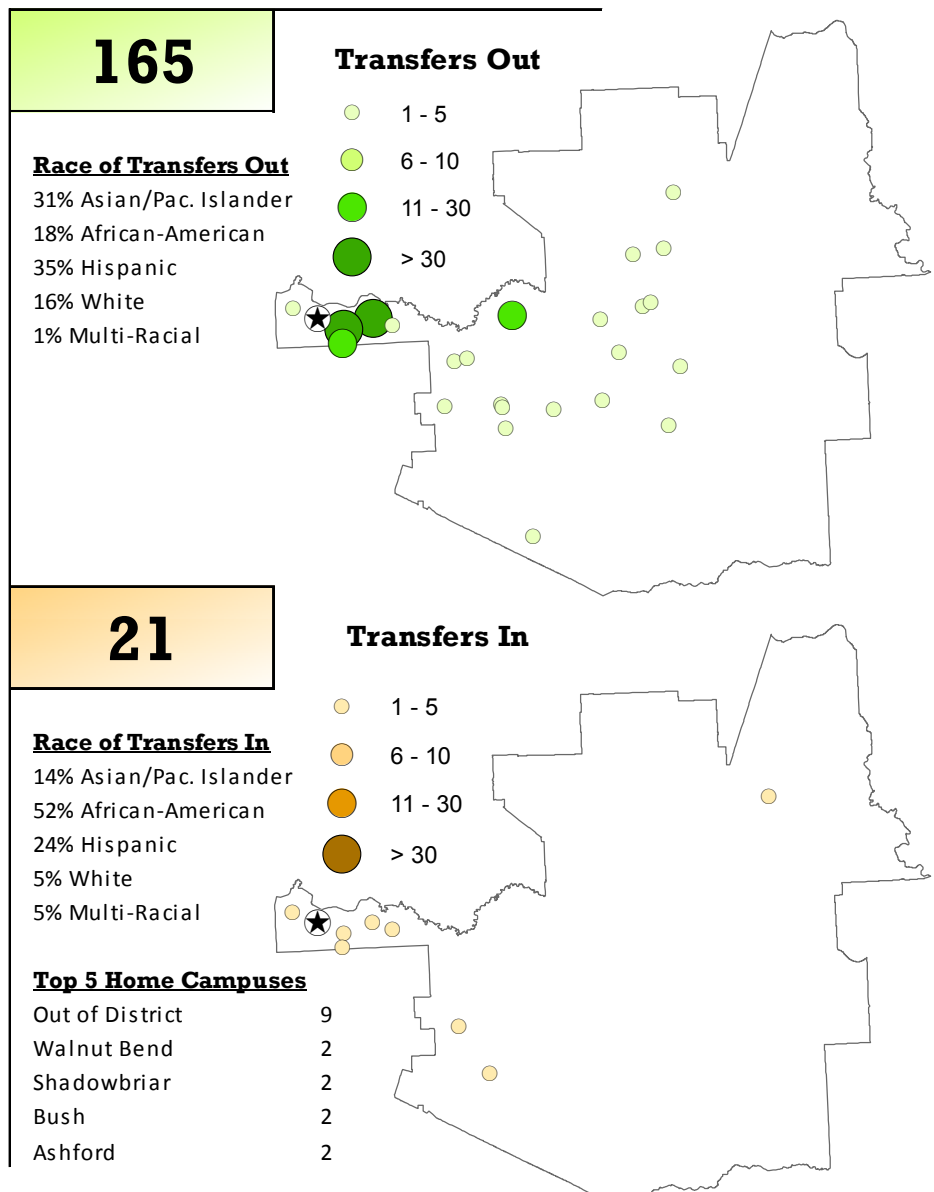 165
Transfers Out
1 - 5
6 - 10
11 - 30
> 30
Race of Transfers Out
31% Asian/Pac. Islander
18% African-American
35% Hispanic
16% White
1% Multi-Racial
21
Transfers In
1 - 5
6 - 10
11 - 30
> 30
Race of Transfers In
14% Asian/Pac. Islander
52% African-American
24% Hispanic
5% White
5% Multi-Racial
Top 5 Home Campuses
Out of District 9
Walnut Bend 2
Shadowbriar 2
Bush 2
Ashford 2